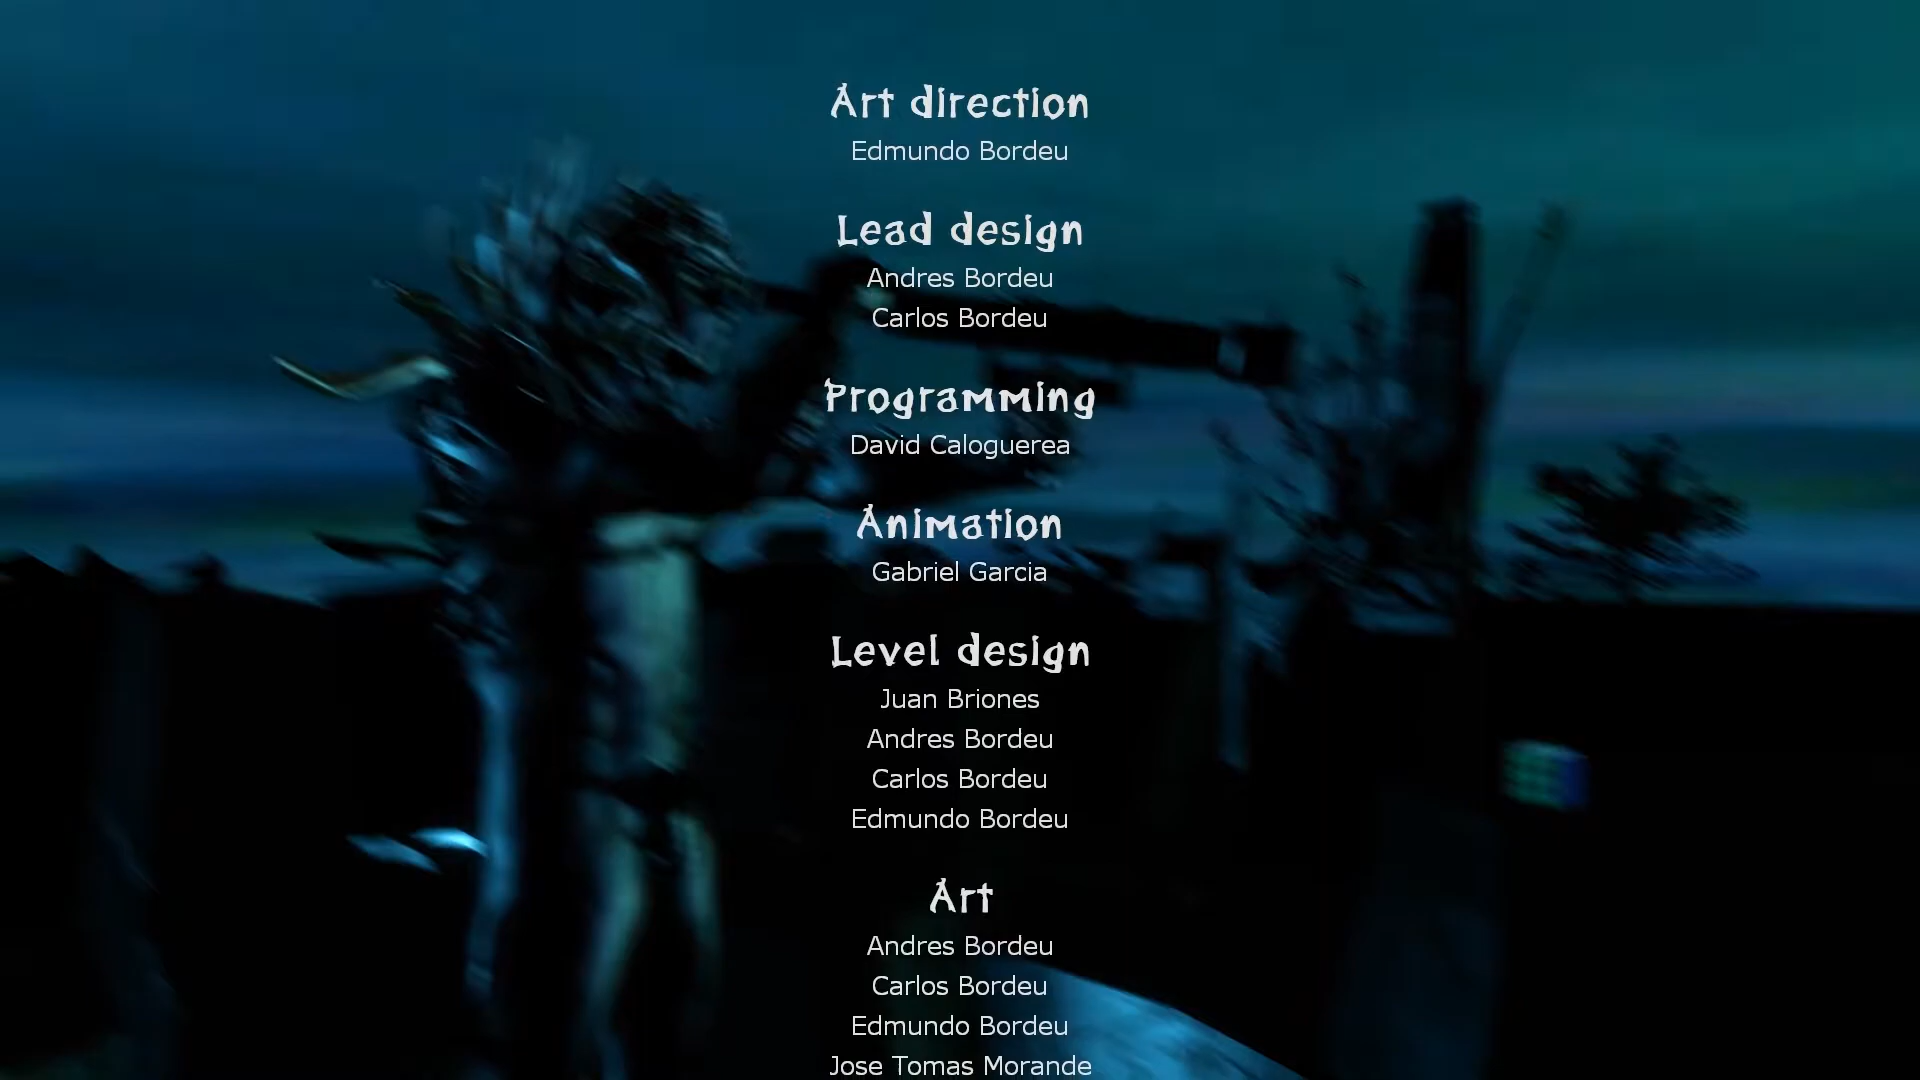 Art direction
Edmundo Bordeu
Lead design
Andres Bordeu
Carlos Bordeu
Programming
David Caloguerea
Animation
Gabriel Garcia
Level design
Juan Briones
Andres Bordeu
Carlos Bordeu
Edmundo Bordeu
Art
Andres Bordeu
Carlos Bordeu
Edmundo Bordeu
Jose Tomas Morande